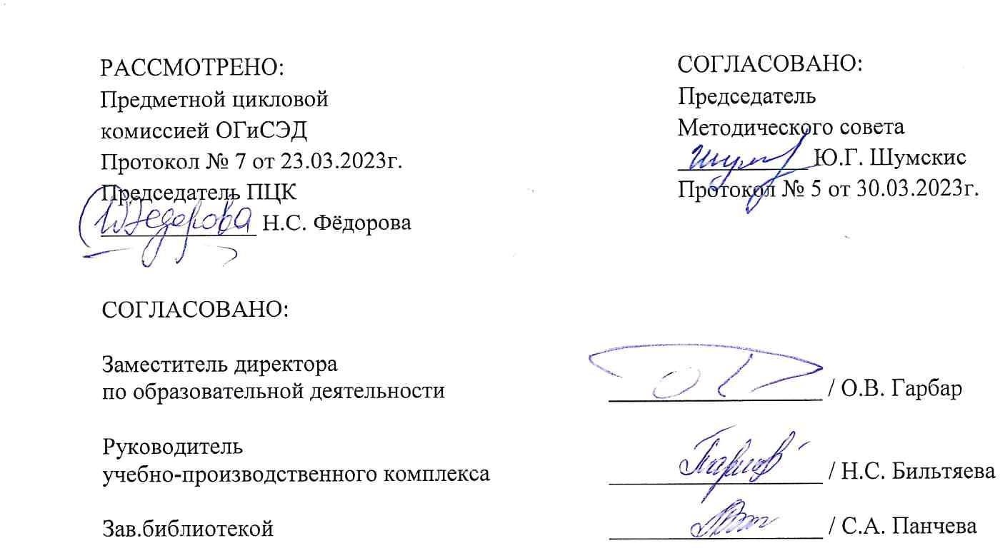 РАССМОТРЕНО:
Предметной цикловой
комиссией ОГиСЭД
Протокол № 7 от 23.03.2023г.
Председатель ПЦК
Фёдорова Н.С. Фёдорова
СОГЛАСОВАНО:
Председатель
Методического совета
Ю.Г. Шумскис
Протокол № 5 от 30.03.2023г.
СОГЛАСОВАНО:
Заместитель директора
по образовательной деятельности / О.В. Гарбар
Руководитель
учебно-производственного комплекса / Н.С. Бильтяева
Зав.библиотекой / С.А. Панчева